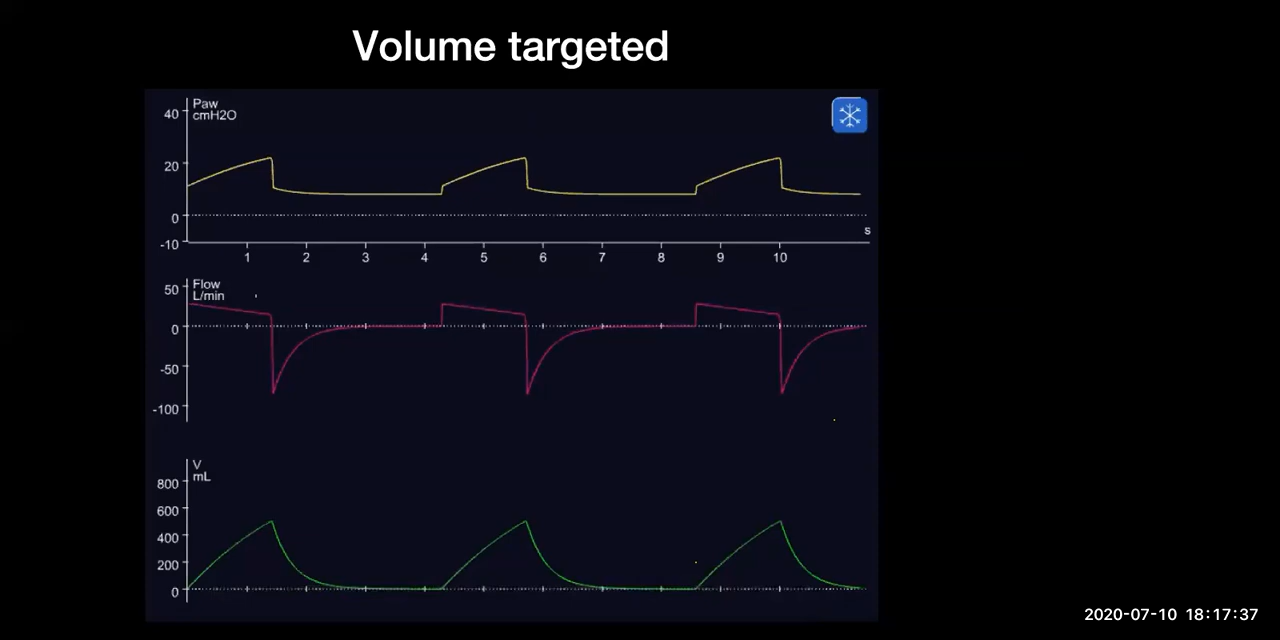 Volume targeted
Paw
cmH2O
40
20
0
-10
s
1 2 3 4 5 6 7 8 9 10
Flow
L/min
50
0
-50
-100
V
mL
800
600
400
200
0
2020-07-10 18:17:37